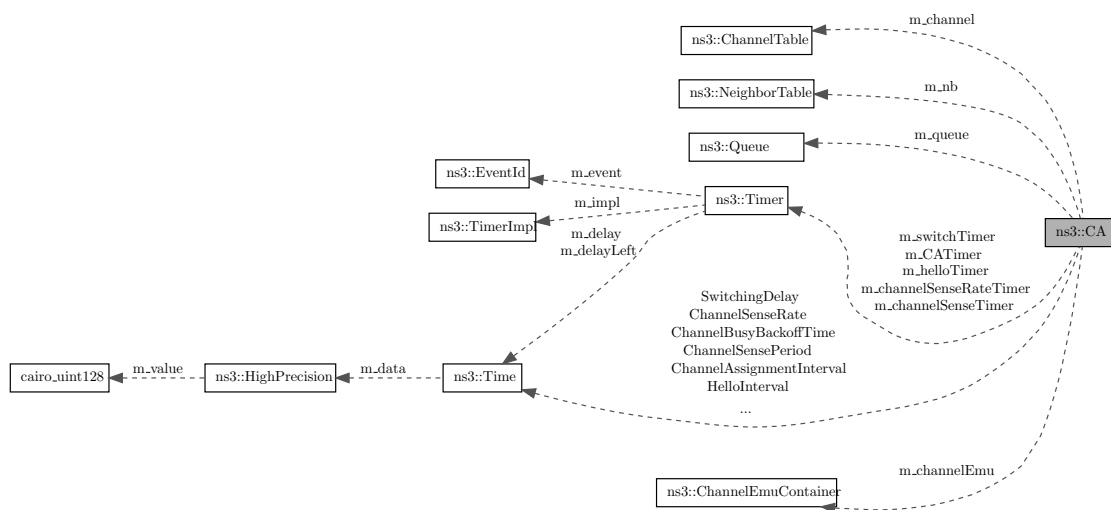 m_channel
ns3::ChannelTable
m_nb
ns3::NeighborTable
m_queue
ns3::Queue
ns3::EventId
m_event
ns3::Timer
m_impl
ns3::TimerImpl
m_delay
m_delayLeft
ns3::CA
m_switchTimer
m_CATimer
m_helloTimer
m_channelSenseRateTimer
m_channelSenseTimer
SwitchingDelay
ChannelSenseRate
ChannelBusyBackoffTime
ChannelSensePeriod
ChannelAssignmentInterval
HelloInterval
...
cairo_uint128
m_value
ns3::HighPrecision
m_data
ns3::Time
m_channelEmu
ns3::ChannelEmuContainer